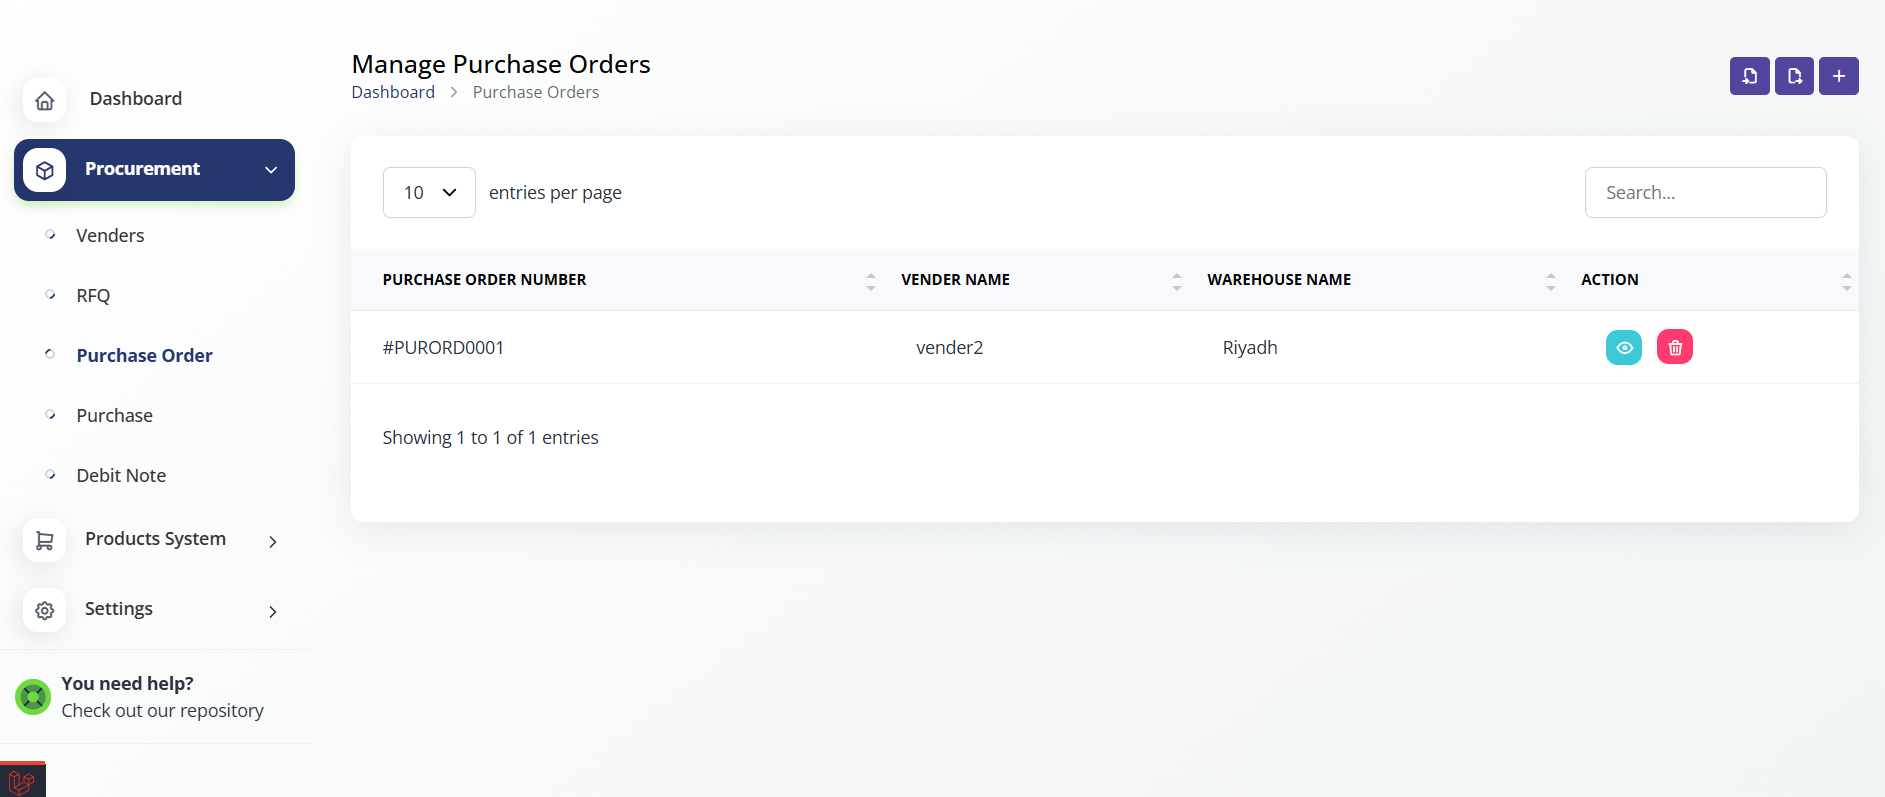 Dashboard
Procurement
Venders
RFQ
Purchase Order
Purchase
Debit Note
Products System
Settings
You need help?
Check out our repository
Manage Purchase Orders
Dashboard > Purchase Orders
10 entries per page
Search...
PURCHASE ORDER NUMBER VENDER NAME WAREHOUSE NAME ACTION
#PURORD0001 vender2 Riyadh
Showing 1 to 1 of 1 entries